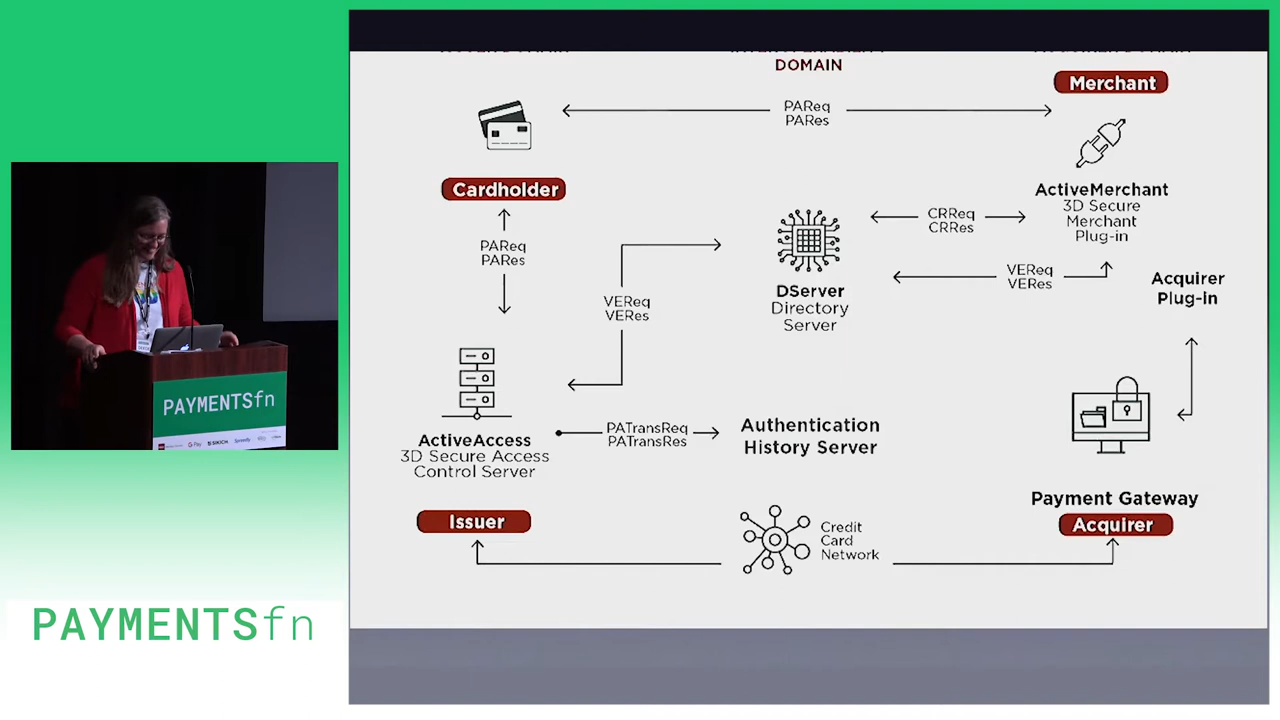 DOMAIN
Merchant
PAReq
PARes
Cardholder
ActiveMerchant
3D Secure
Merchant
Plug-in
CRReq
CRRes
PAReq
PARes
VEReq
VERes
Acquirer
Plug-in
DServer
Directory
Server
VEReq
VERes
PAYMENTSfn
G Pay
SIKICH
ActiveAccess
3D Secure Access
Control Server
PATransReq
PATransRes
Authentication
History Server
Issuer
Payment Gateway
Acquirer
Credit
Card
Network
PAYMENTSfn